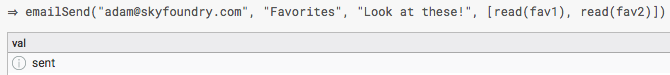 ⇒ emailSend("adam@skyfoundry.com", "Favorites", "Look at these!", [read(fav1), read(fav2)])
val
sent